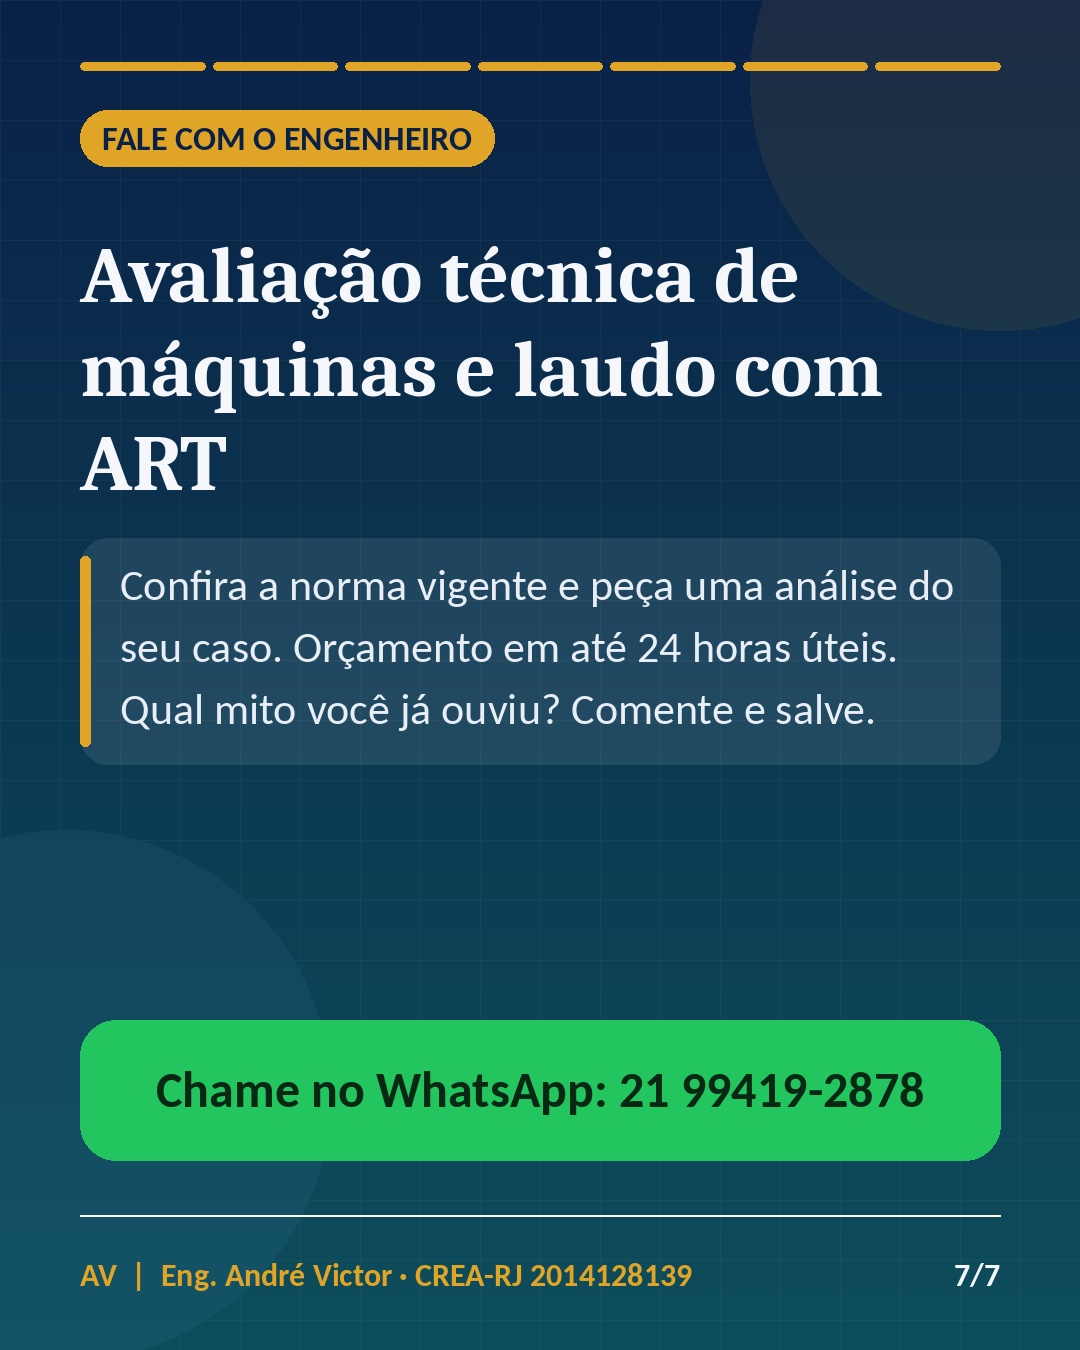 FALE COM O ENGENHEIRO
Avaliação técnica de
máquinas e laudo com
ART
Confira a norma vigente e peça uma análise do
seu caso. Orçamento em até 24 horas úteis.
Qual mito você já ouviu? Comente e salve.
Chame no WhatsApp: 21 99419-2878
AV | Eng. André Victor · CREA-RJ 2014128139
7/7